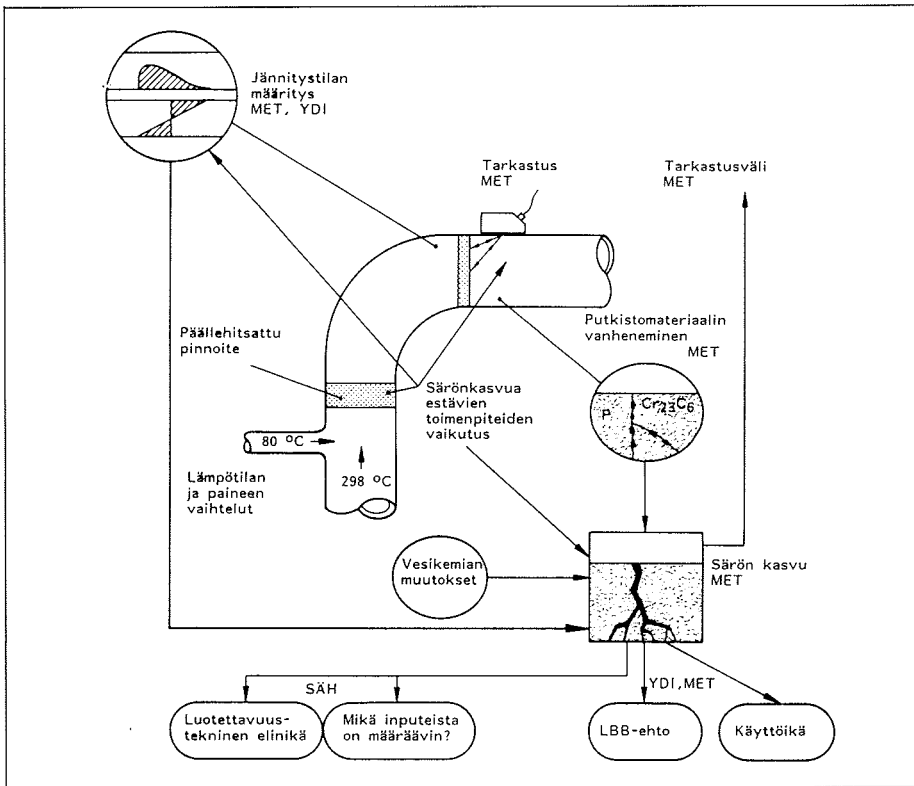 Jännitystilan
määritys
MET, YDI
Tarkastus
MET
Tarkastusväli
MET
Päällehitsattu
pinnoite
Särönkasvua
estävien
toimenpiteiden
vaikutus
Putkistomateriaalin
vanheneminen
MET
P
Cr23C6
80 °C
298 °C
Lämpötilan
ja paineen
vaihtelut
Vesikemian
muutokset
Särön kasvu
MET
SÄH
YDI,MET
Luotettavuus-
tekninen elinikä
Mikä inputeista
on määräävin?
LBB-ehto
Käyttöikä